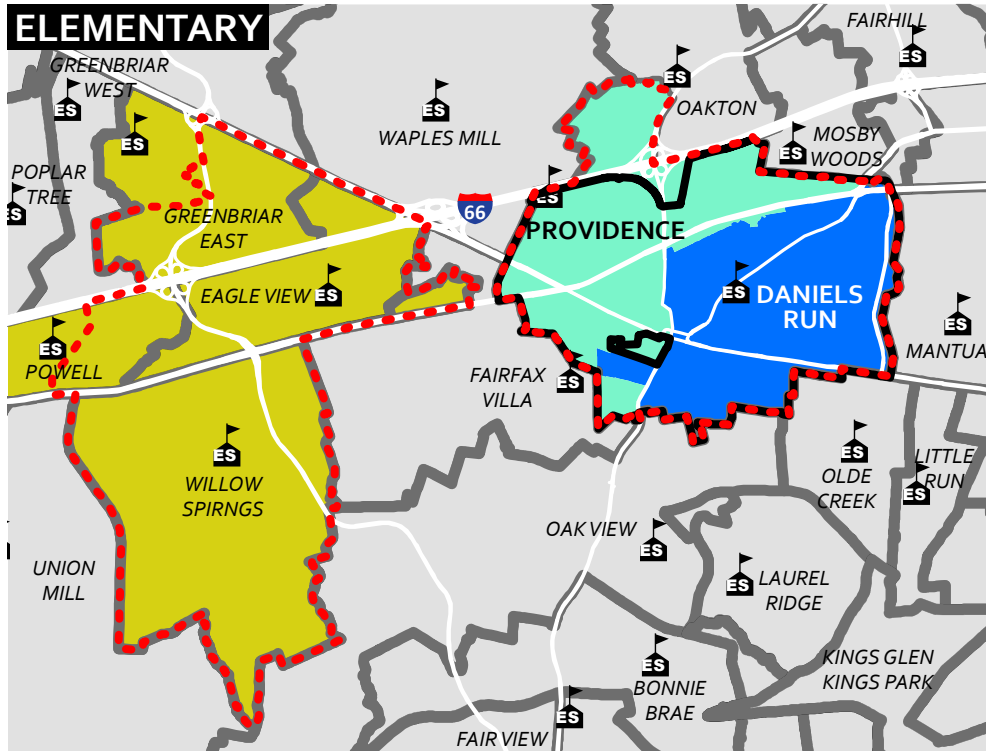 ELEMENTARY
FAIRHILL
GREENBRIAR
WEST
ES
ES
ES
ES
OAKTON
ES
WAPLES MILL
MOSBY
WOODS
ES
ES
POPLAR
TREE
ES
ES
GREENBRIAR
EAST
66
PROVIDENCE
EAGLE VIEW
ES
ES
DANIELS
RUN
ES
MANTUA
ES
POWELL
FAIRFAX
VILLA
ES
ES
WILLOW
SPIRNGS
ES
OLDE
CREEK
LITTLE
RUN
ES
OAK VIEW
ES
UNION
MILL
ES
LAUREL
RIDGE
KINGS GLEN
KINGS PARK
ES
BONNIE
BRAE
ES
FAIR VIEW